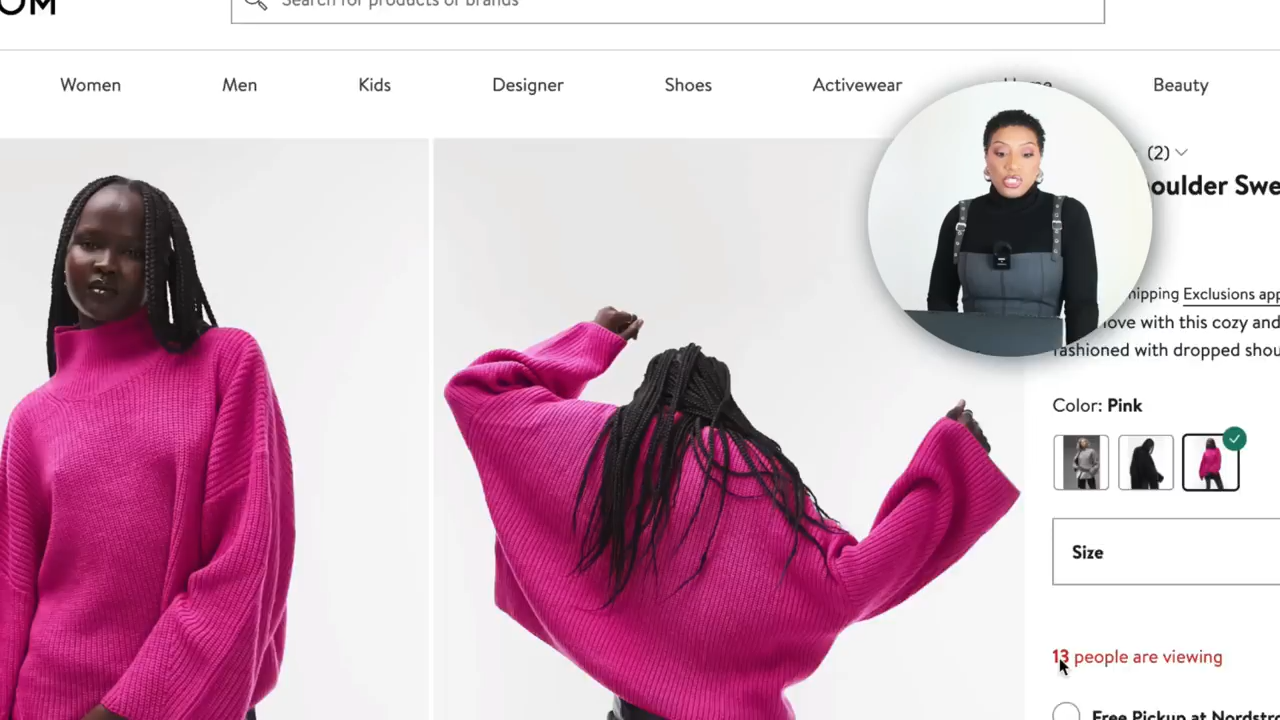 OM
Search for products or brands
Women Men Kids Designer Shoes Activewear Home Beauty
(2)
oulder Swe
hipping Exclusions app
love with this cozy and
fashioned with dropped shou
Color: Pink
Size
13 people are viewing
Free Pickup at Nordstro